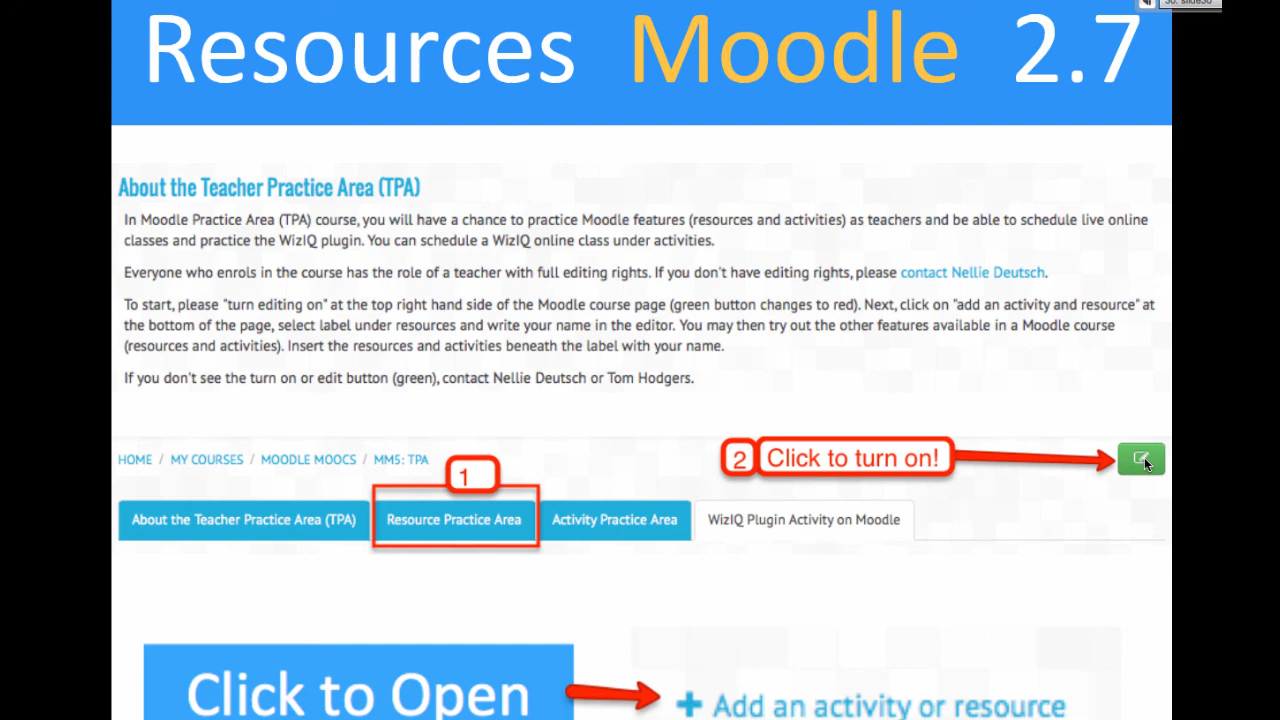 30. slide30
Resources Moodle 2.7
About the Teacher Practice Area (TPA)
In Moodle Practice Area (TPA) course, you will have a chance to practice Moodle features (resources and activities) as teachers and be able to schedule live online
classes and practice the WizIQ plugin. You can schedule a WizIQ online class under activities.
Everyone who enrols in the course has the role of a teacher with full editing rights. If you don't have editing rights, please contact Nellie Deutsch.
To start, please "turn editing on" at the top right hand side of the Moodle course page (green button changes to red). Next, click on "add an activity and resource" at
the bottom of the page, select label under resources and write your name in the editor. You may then try out the other features available in a Moodle course
(resources and activities). Insert the resources and activities beneath the label with your name.
If you don't see the turn on or edit button (green), contact Nellie Deutsch or Tom Hodgers.
2 Click to turn on!
HOME / MY COURSES / MOODLE MOOCS / MM5: TPA
1
About the Teacher Practice Area (TPA) Resource Practice Area Activity Practice Area WizIQ Plugin Activity on Moodle
Click to Open
+ Add an activity or resource